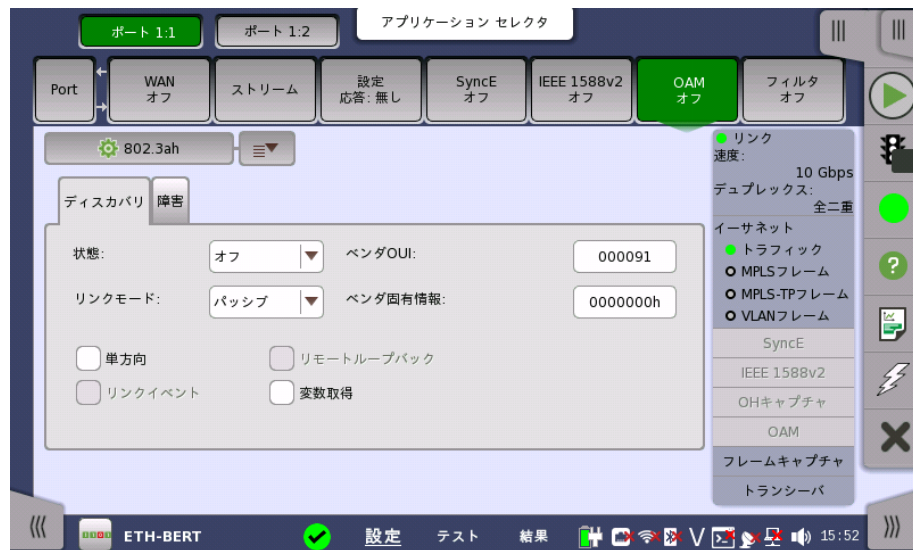 アプリケーション セレクタ
ポート 1:1
ポート 1:2
Port
WAN
オフ
ストリーム
設定
応答: 無し
SyncE
オフ
IEEE 1588v2
オフ
OAM
オフ
フィルタ
オフ
802.3ah
ディスカバリ
障害
状態:
オフ
ベンダOUI:
000091
リンクモード:
パッシブ
ベンダ固有情報:
0000000h
単方向
リモートループバック
リンクイベント
変数取得
リンク
速度:
10 Gbps
デュプレックス:
全二重
イーサネット
トラフィック
MPLSフレーム
MPLS-TPフレーム
VLANフレーム
SyncE
IEEE 1588v2
OHキャプチャ
OAM
フレームキャプチャ
トランシーバ
ETH-BERT
設定
テスト
結果
V
15:52